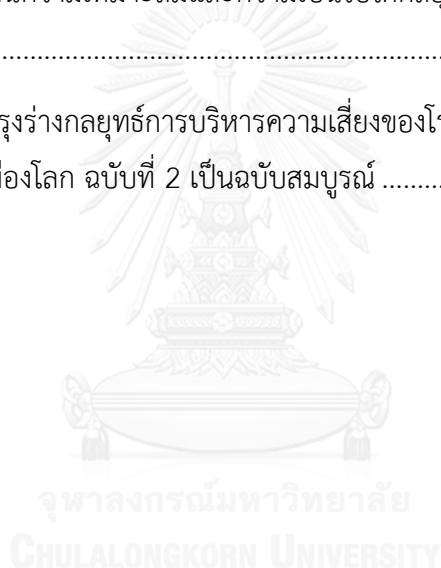 ................................................................
รุงร่างกลยุทธ์การบริหารความเสี่ยงของโร
มืองโลก ฉบับที่ 2 เป็นฉบับสมบูรณ์ .........
จุฬาลงกรณ์มหาวิทยาลัย
CHULALONGKORN UNIVERSITY